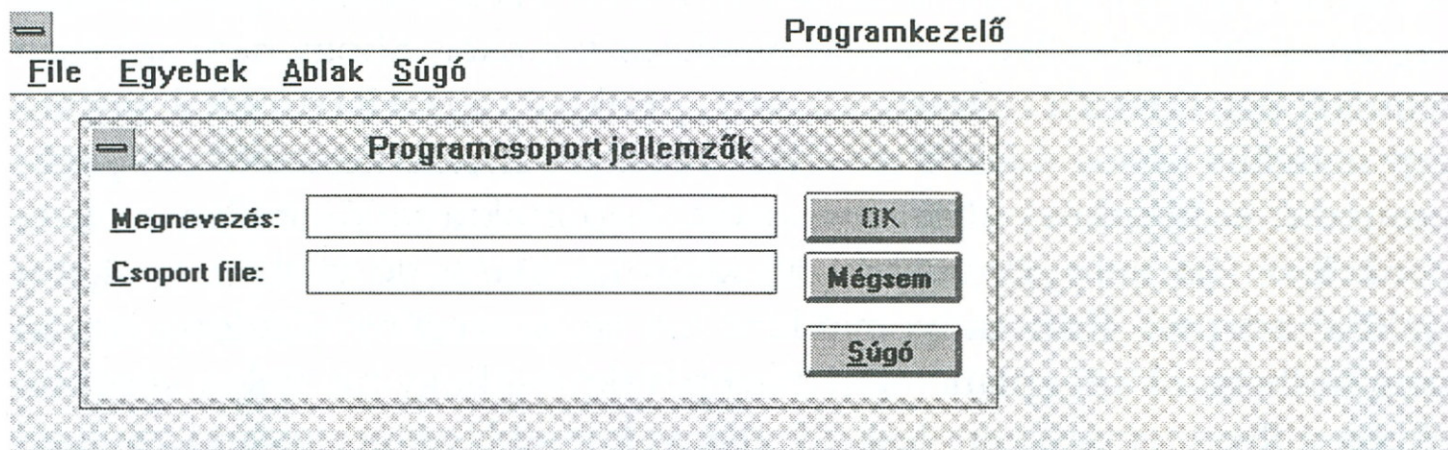 Programkezelő
File Egyebek Ablak Súgó
Programcsoport jellemzők
Megnevezés: OK
Csoport file: Mégsem
Súgó